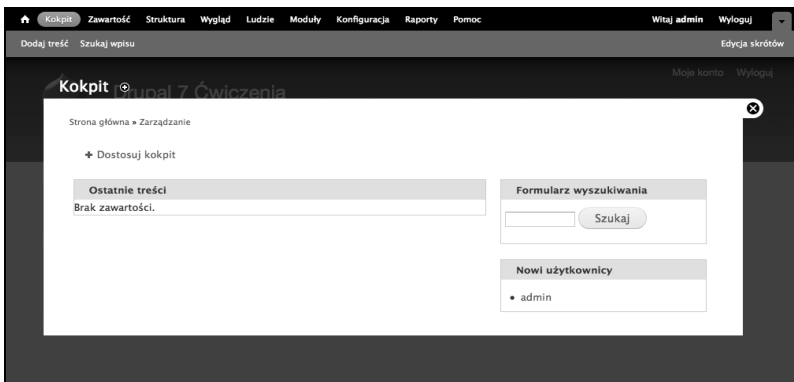 Kokpit Zawartość Struktura Wygląd Ludzie Moduły Konfiguracja Raporty Pomoc Witaj admin Wyloguj
Dodaj treść Szukaj wpisu Edycja skrótów
Moje konto Wyloguj
Kokpit
Drupal 7 Ćwiczenia
Strona główna » Zarządzanie
+ Dostosuj kokpit
Ostatnie treści
Brak zawartości.
Formularz wyszukiwania
Szukaj
Nowi użytkownicy
• admin